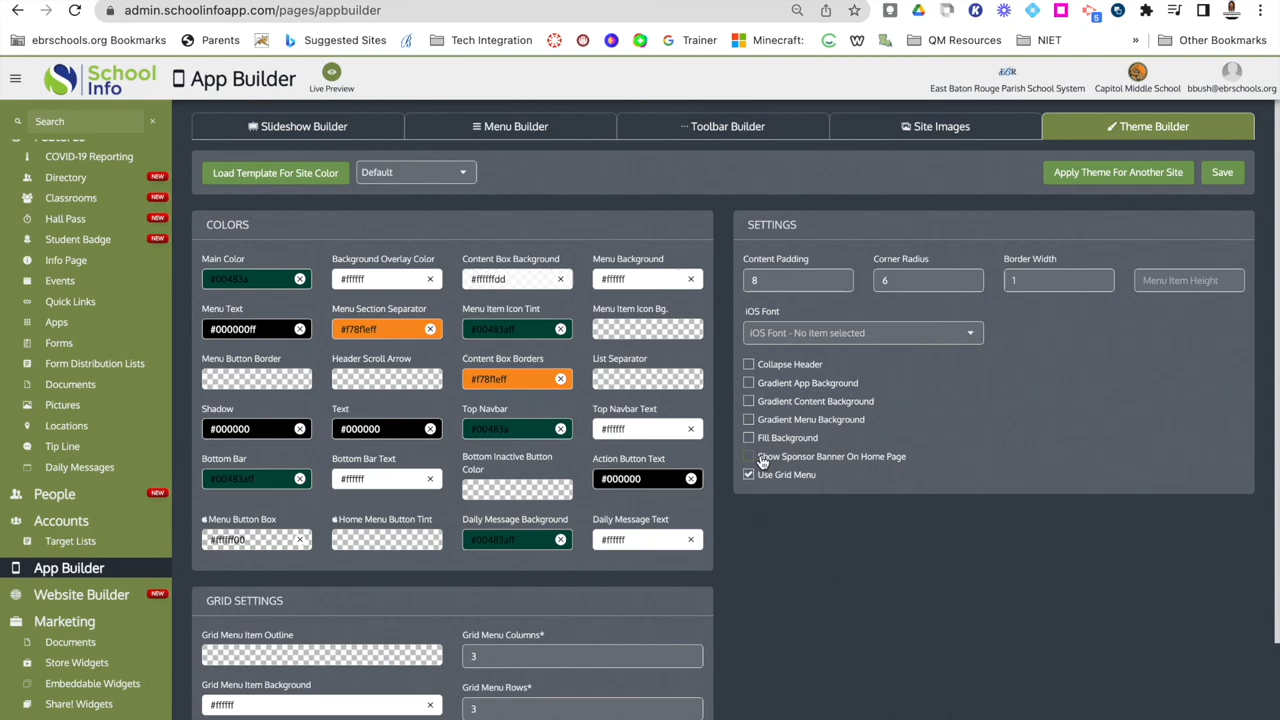 admin.schoolinfoapp.com/pages/appbuilder
ebrschools.org Bookmarks Parents Suggested Sites Tech Integration Trainer Minecraft: QM Resources NIET » Other Bookmarks
School Info App Builder Live Preview East Baton Rouge Parish School System Capitol Middle School bbush@ebrschools.org
Search
COVID-19 Reporting
Directory NEW
Classrooms NEW
Hall Pass NEW
Student Badge NEW
Info Page
Events
Quick Links
Apps
Forms
Form Distribution Lists
Documents
Pictures
Locations
Tip Line
Daily Messages
People NEW
Accounts
Target Lists
App Builder
Website Builder NEW
Marketing
Documents
Store Widgets
Embeddable Widgets
Share! Widgets
Slideshow Builder Menu Builder Toolbar Builder Site Images Theme Builder
Load Template For Site Color Default Apply Theme For Another Site Save
COLORS
Main Color Background Overlay Color Content Box Background Menu Background
#00483a #ffffff #ffffffdd #ffffff
Menu Text Menu Section Separator Menu Item Icon Tint Menu Item Icon Bg.
#000000ff #f78f1eff #00483aff
Menu Button Border Header Scroll Arrow Content Box Borders List Separator
#f78f1eff
Shadow Text Top Navbar Top Navbar Text
#000000 #000000 #00483a #ffffff
Bottom Bar Bottom Bar Text Bottom Inactive Button Color Action Button Text
#00483aff #ffffff #000000
Menu Button Box Home Menu Button Tint Daily Message Background Daily Message Text
#ffffff00 #00483aff #ffffff
GRID SETTINGS
Grid Menu Item Outline Grid Menu Columns*
3
Grid Menu Item Background Grid Menu Rows*
#ffffff 3
SETTINGS
Content Padding Corner Radius Border Width
8 6 1 Menu Item Height
iOS Font
iOS Font - No item selected
Collapse Header
Gradient App Background
Gradient Content Background
Gradient Menu Background
Fill Background
Show Sponsor Banner On Home Page
Use Grid Menu